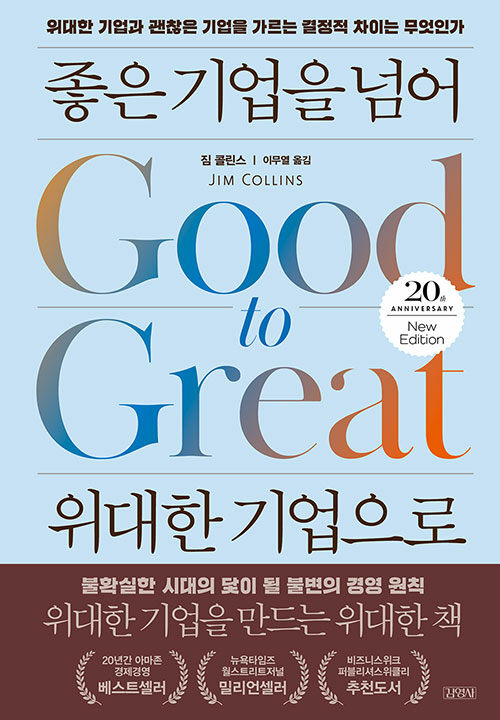 위대한 기업과 괜찮은 기업을 가르는 결정적 차이는 무엇인가
좋은 기업을 넘어
짐 콜린스 | 이무열 옮김
JIM COLLINS
Good
to
Great
20th
ANNIVERSARY
New
Edition
위대한 기업으로
불확실한 시대의 닻이 될 불변의 경영 원칙
위대한 기업을 만드는 위대한 책
20년간 아마존
경제경영
베스트셀러
뉴욕타임즈
월스트리트저널
밀리언셀러
비즈니스위크
퍼블리셔스위클리
추천도서
김영사